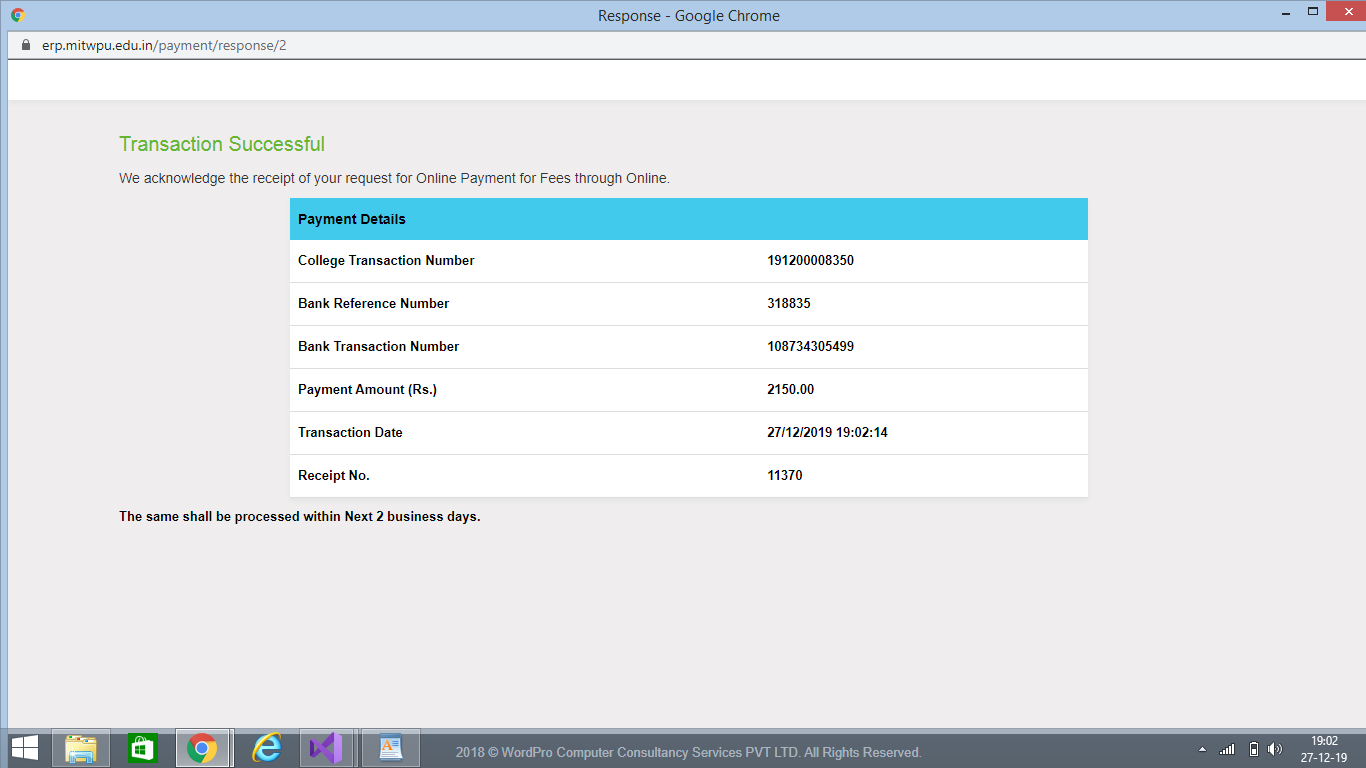 Response - Google Chrome
erp.mitwpu.edu.in/payment/response/2
Transaction Successful
We acknowledge the receipt of your request for Online Payment for Fees through Online.
Payment Details
College Transaction Number 191200008350
Bank Reference Number 318835
Bank Transaction Number 108734305499
Payment Amount (Rs.) 2150.00
Transaction Date 27/12/2019 19:02:14
Receipt No. 11370
The same shall be processed within Next 2 business days.
2018 © WordPro Computer Consultancy Services PVT LTD. All Rights Reserved.
19:02
27-12-19